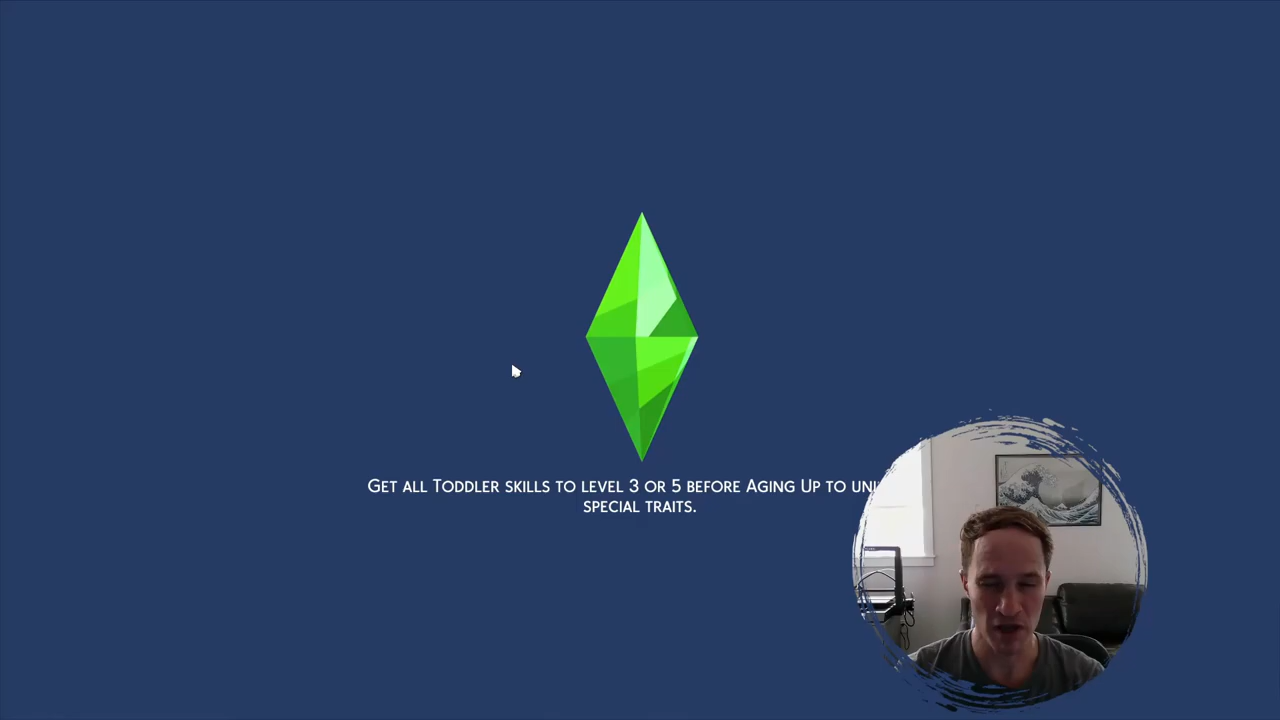 Get all Toddler skills to level 3 or 5 before Aging Up to
special traits.